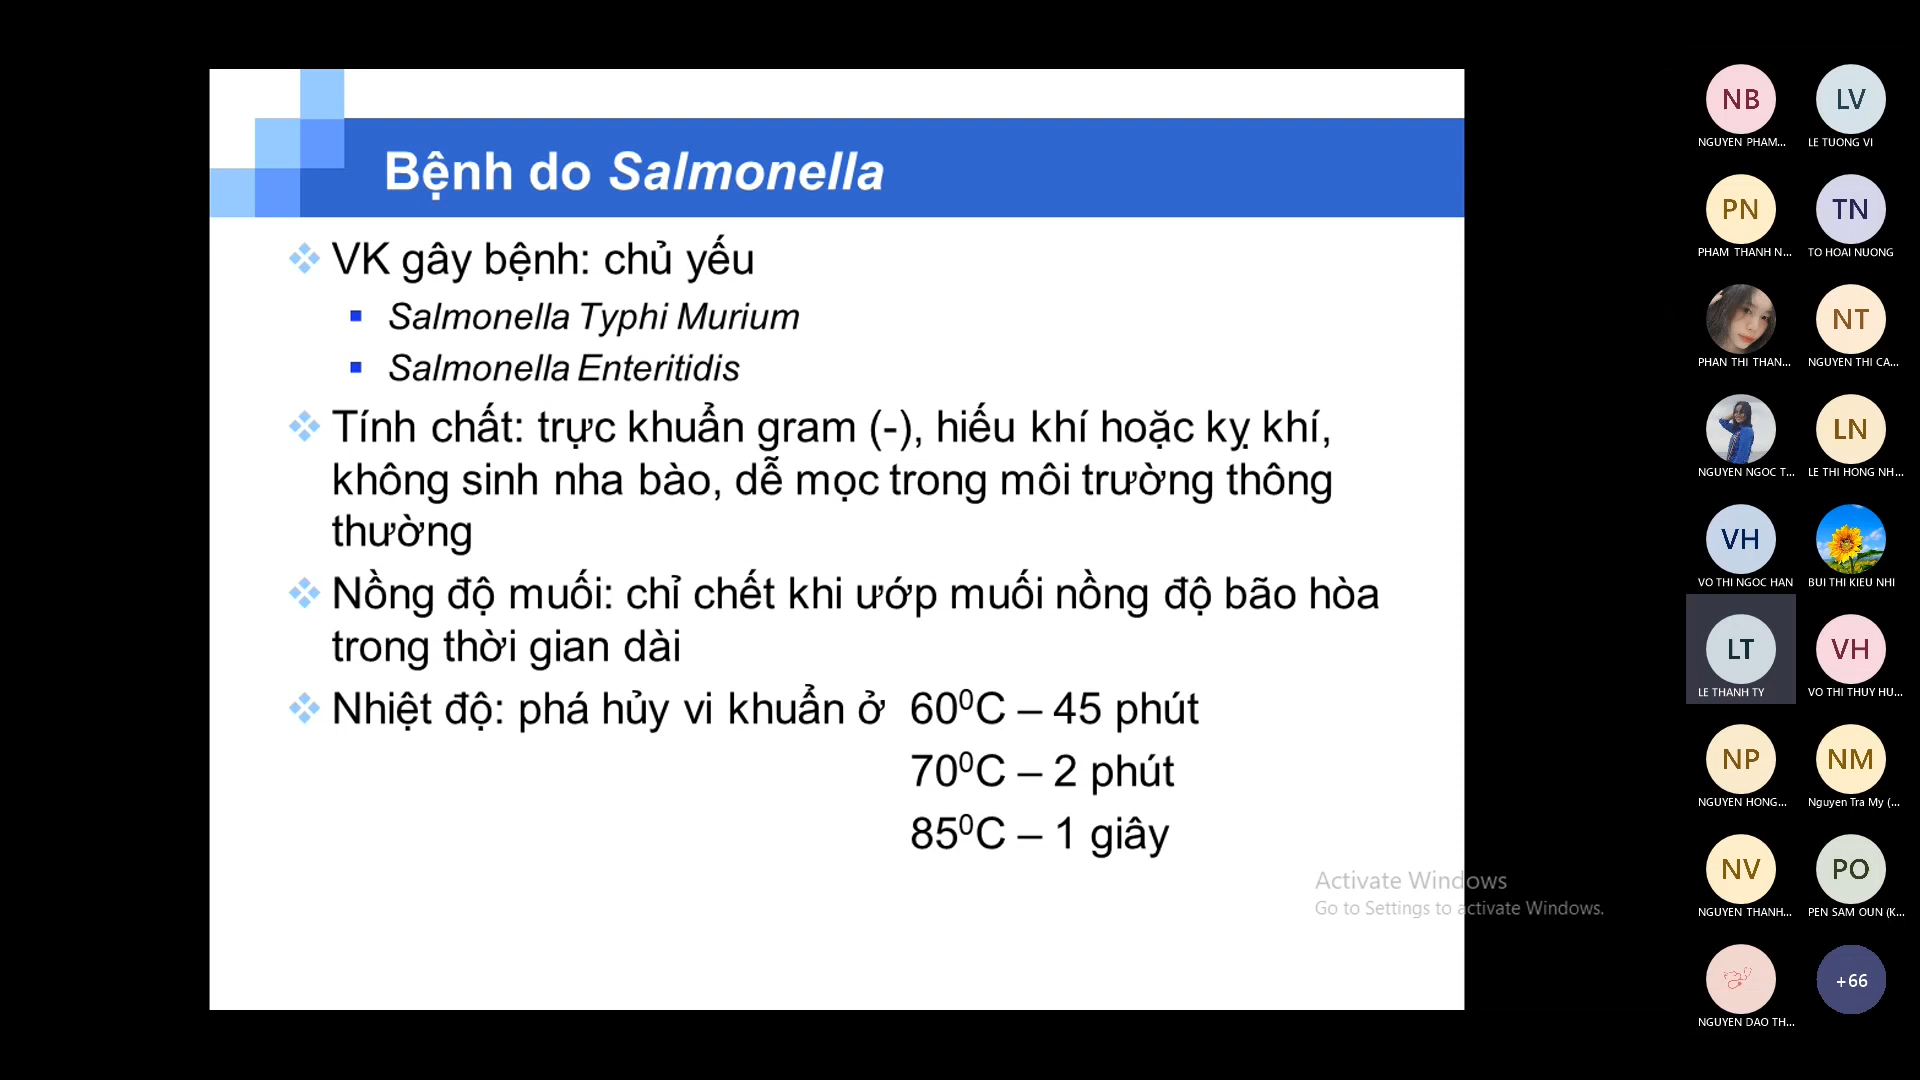 Bệnh do Salmonella
VK gây bệnh: chủ yếu
Salmonella Typhi Murium
Salmonella Enteritidis
Tính chất: trực khuẩn gram (-), hiếu khí hoặc kỵ khí,
không sinh nha bào, dễ mọc trong môi trường thông
thường
Nồng độ muối: chỉ chết khi ướp muối nồng độ bão hòa
trong thời gian dài
Nhiệt độ: phá hủy vi khuẩn ở 60⁰C – 45 phút
70⁰C – 2 phút
85⁰C – 1 giây
Activate Windows
Go to Settings to activate Windows.
NB LV
NGUYEN PHAM... LE TUONG VI
PN TN
PHAM THANH N... TO HOAI NUONG
NT
PHAN THI THAN... NGUYEN THI CA...
LN
NGUYEN NGOC T... LE THI HONG NH...
VH
VO THI NGOC HAN BUI THI KIEU NHI
LT VH
LE THANH TY VO THI THUY HU...
NP NM
NGUYEN HONG... Nguyen Tra My (...
NV PO
NGUYEN THANH... PEN SAM OUN (K...
+66
NGUYEN DAO TH...